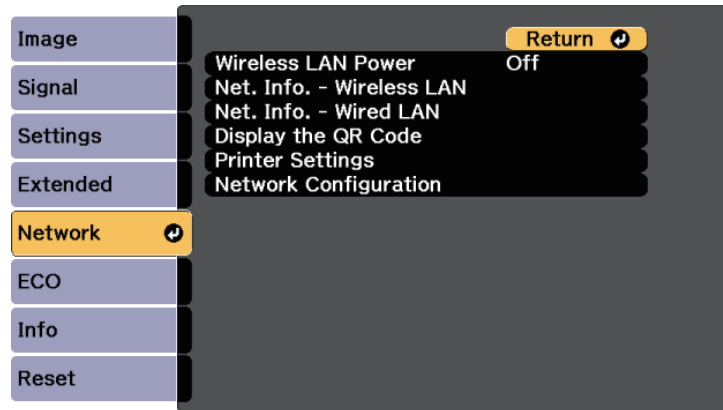 Image
Signal
Settings
Extended
Network
ECO
Info
Reset
Return
Wireless LAN Power Off
Net. Info. - Wireless LAN
Net. Info. - Wired LAN
Display the QR Code
Printer Settings
Network Configuration